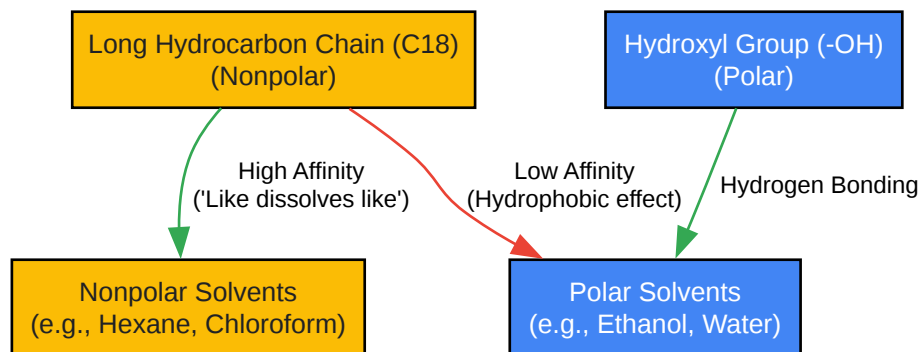 Long Hydrocarbon Chain (C18)
(Nonpolar)
Hydroxyl Group (-OH)
(Polar)
High Affinity
('Like dissolves like')
Low Affinity
(Hydrophobic effect)
Hydrogen Bonding
Nonpolar Solvents
(e.g., Hexane, Chloroform)
Polar Solvents
(e.g., Ethanol, Water)